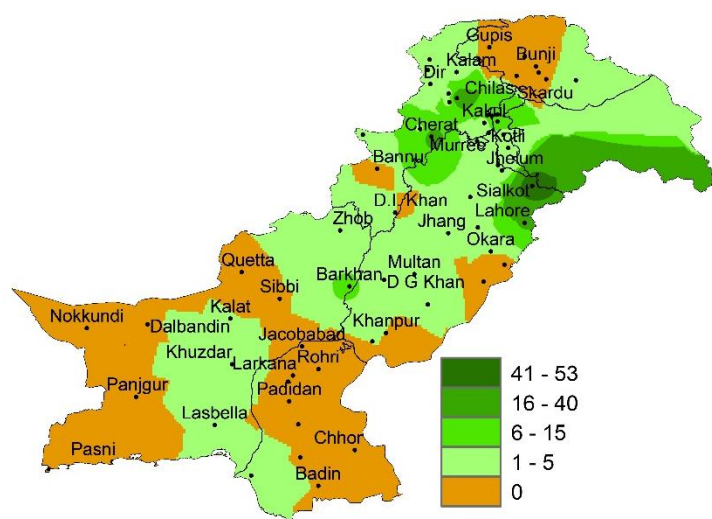 Gupis
Kalam
Bunji
Dir
Chilas
Skardu
Kakul
Cherat
Kotli
Murree
Bannu
Jhelum
D.I. Khan
Sialkot
Zhob
Jhang
Lahore
Okara
Quetta
Multan
Sibbi
Barkhan
D G Khan
Kalat
Nokkundi
Dalbandin
Khanpur
Jacobabad
Khuzdar
Larkana
Rohri
Panjgur
Padidan
Lasbella
Chhor
Pasni
Badin
41 - 53
16 - 40
6 - 15
1 - 5
0